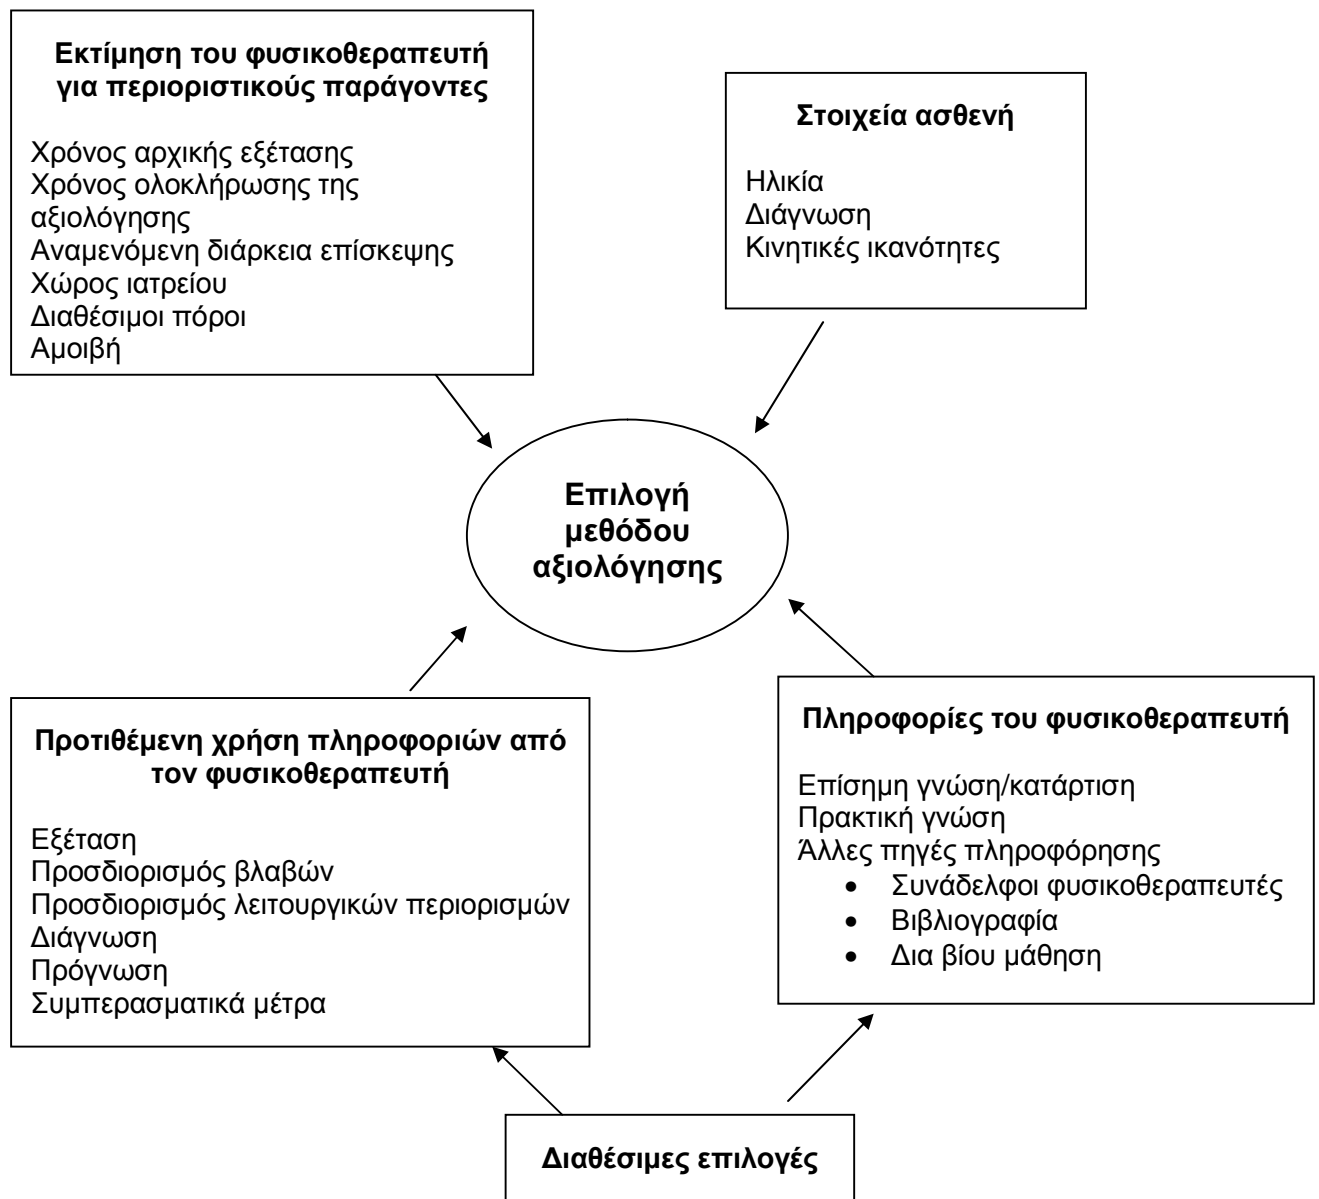 Εκτίμηση του φυσικοθεραπευτή
για περιοριστικούς παράγοντες
Χρόνος αρχικής εξέτασης
Χρόνος ολοκλήρωσης της
αξιολόγησης
Αναμενόμενη διάρκεια επίσκεψης
Χώρος ιατρείου
Διαθέσιμοι πόροι
Αμοιβή
Στοιχεία ασθενή
Ηλικία
Διάγνωση
Κινητικές ικανότητες
Επιλογή
μεθόδου
αξιολόγησης
Προτιθέμενη χρήση πληροφοριών από
τον φυσικοθεραπευτή
Εξέταση
Προσδιορισμός βλαβών
Προσδιορισμός λειτουργικών περιορισμών
Διάγνωση
Πρόγνωση
Συμπερασματικά μέτρα
Πληροφορίες του φυσικοθεραπευτή
Επίσημη γνώση/κατάρτιση
Πρακτική γνώση
Άλλες πηγές πληροφόρησης
• Συνάδελφοι φυσικοθεραπευτές
• Βιβλιογραφία
• Δια βίου μάθηση
Διαθέσιμες επιλογές